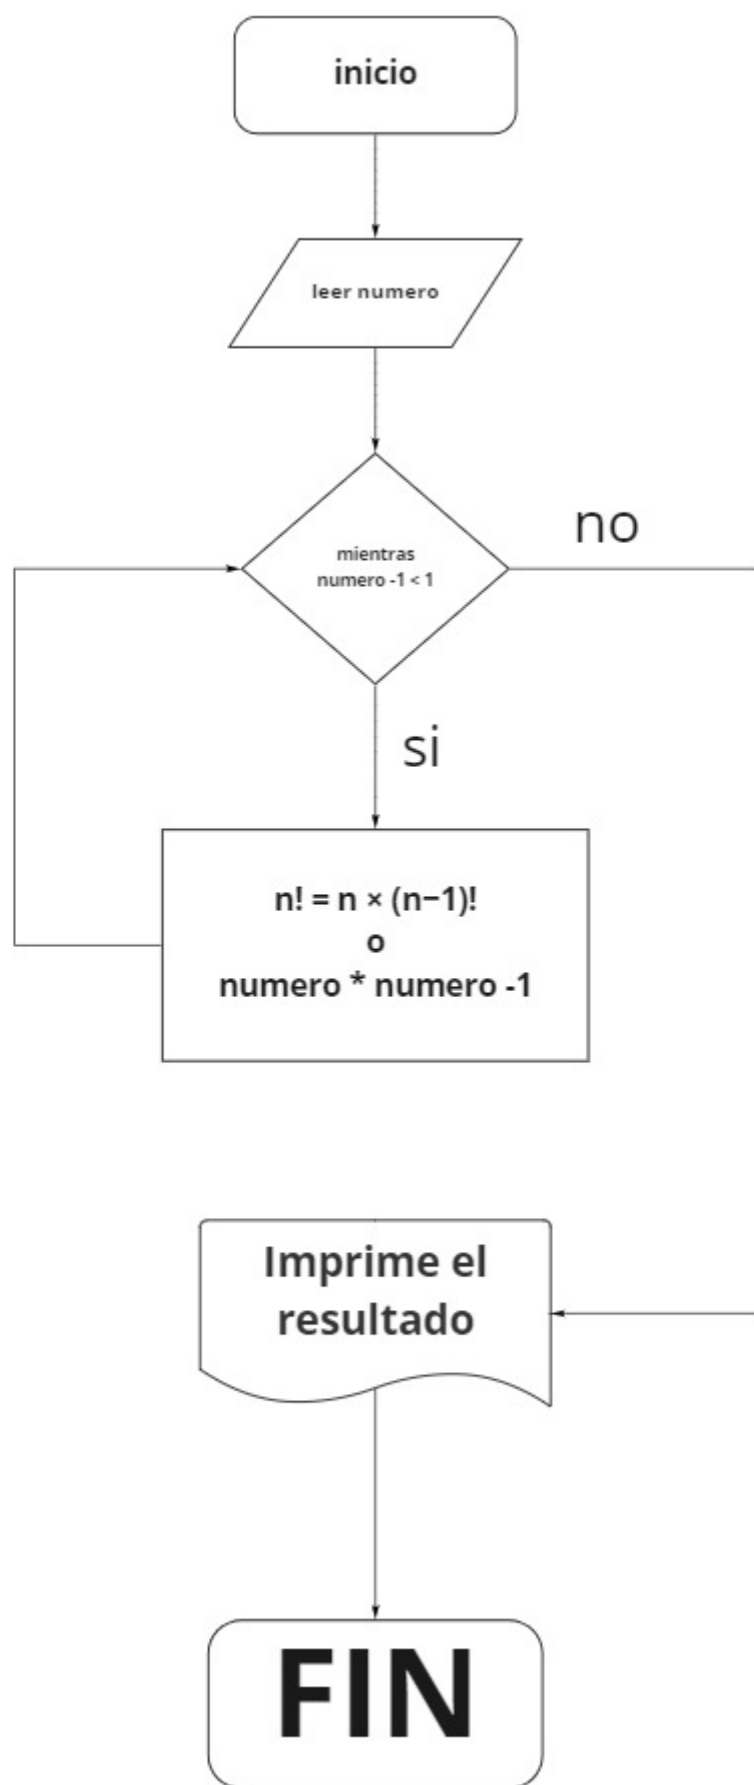 inicio
leer numero
mientras
numero -1 < 1
no
si
n! = n × (n−1)!
o
numero * numero -1
Imprime el
resultado
FIN